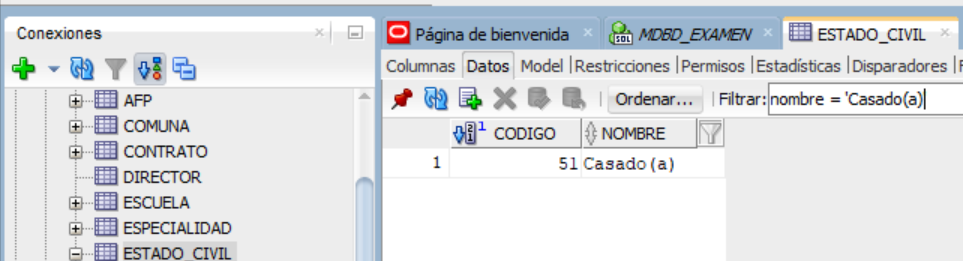 Conexiones
Página de bienvenida
MDBD_EXAMEN
ESTADO_CIVIL
Columnas Datos Model |Restricciones |Permisos |Estadísticas |Disparadores |F
Ordenar... | Filtrar: nombre = 'Casado(a)
AFP
COMUNA
CONTRATO
DIRECTOR
ESCUELA
ESPECIALIDAD
ESTADO_CIVIL
1 CODIGO NOMBRE
1 51 Casado(a)